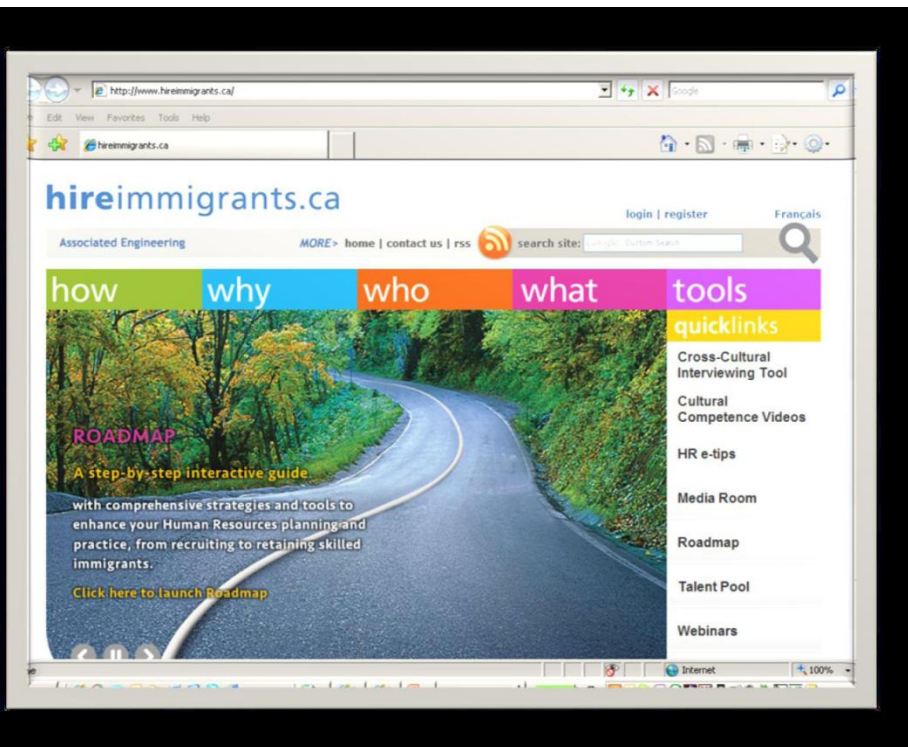 http://www.hireimmigrants.ca/
Google
Edit View Favorites Tools Help
hireimmigrants.ca
hireimmigrants.ca
login | register Français
Associated Engineering MORE> home | contact us | rss search site: Custom Search
how why who what tools
quicklinks
Cross-Cultural
Interviewing Tool
Cultural
Competence Videos
HR e-tips
Media Room
Roadmap
Talent Pool
Webinars
ROADMAP
A step-by-step interactive guide
with comprehensive strategies and tools to
enhance your Human Resources planning and
practice, from recruiting to retaining skilled
immigrants.
Click here to launch Roadmap
Internet 100%